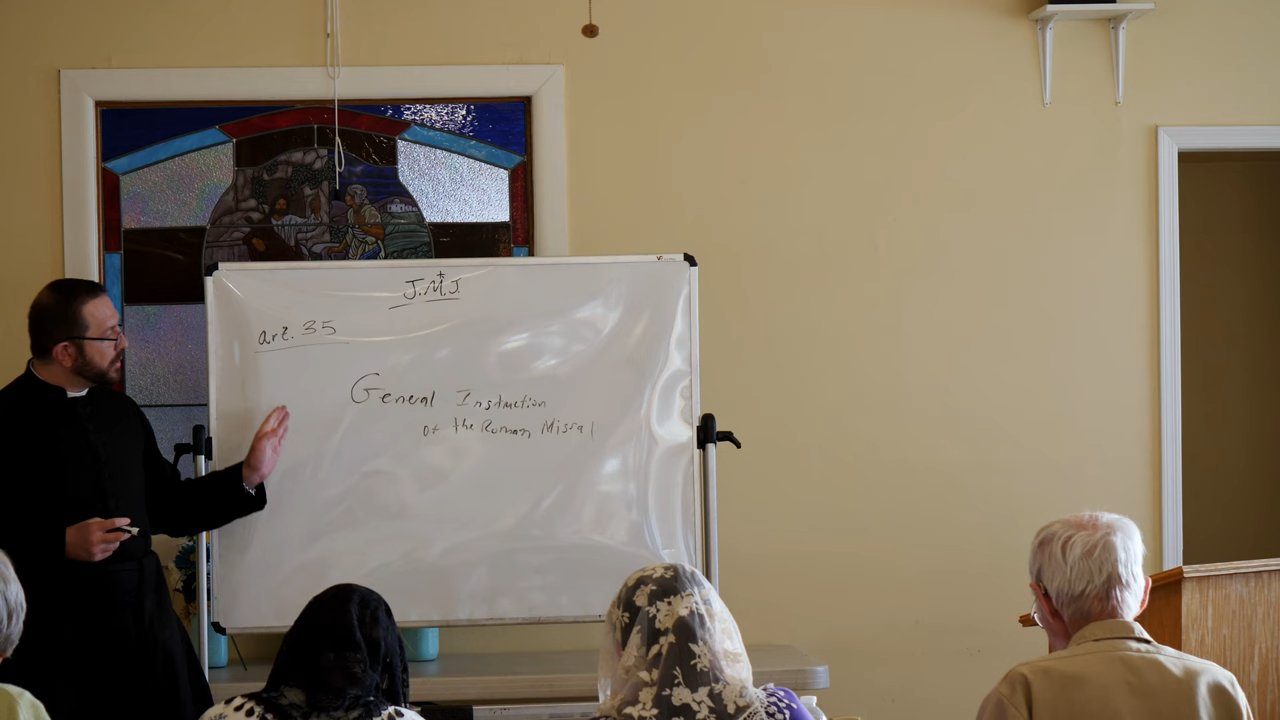 J.M.J.
art. 35
General Instruction
of the Roman Missal